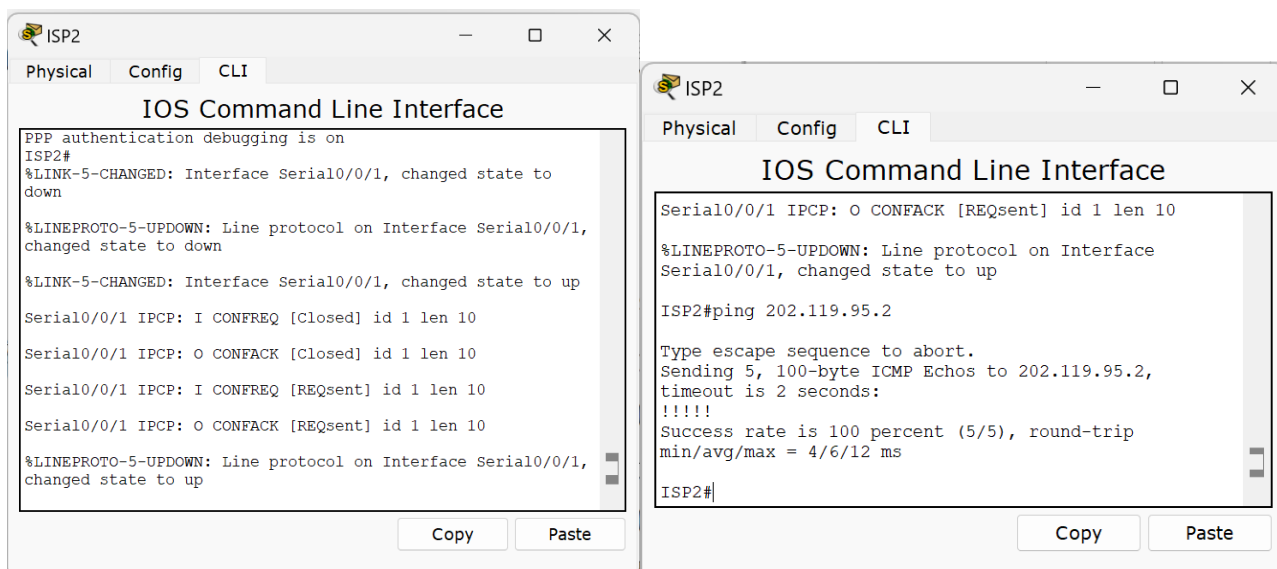 ISP2
Physical Config CLI
IOS Command Line Interface
PPP authentication debugging is on
ISP2#
%LINK-5-CHANGED: Interface Serial0/0/1, changed state to
down
%LINEPROTO-5-UPDOWN: Line protocol on Interface Serial0/0/1,
changed state to down
%LINK-5-CHANGED: Interface Serial0/0/1, changed state to up
Serial0/0/1 IPCP: I CONFREQ [Closed] id 1 len 10
Serial0/0/1 IPCP: O CONFACK [Closed] id 1 len 10
Serial0/0/1 IPCP: I CONFREQ [REQsent] id 1 len 10
Serial0/0/1 IPCP: O CONFACK [REQsent] id 1 len 10
%LINEPROTO-5-UPDOWN: Line protocol on Interface Serial0/0/1,
changed state to up
Copy Paste
ISP2
Physical Config CLI
IOS Command Line Interface
Serial0/0/1 IPCP: O CONFACK [REQsent] id 1 len 10
%LINEPROTO-5-UPDOWN: Line protocol on Interface
Serial0/0/1, changed state to up
ISP2#ping 202.119.95.2
Type escape sequence to abort.
Sending 5, 100-byte ICMP Echos to 202.119.95.2,
timeout is 2 seconds:
!!!!!
Success rate is 100 percent (5/5), round-trip
min/avg/max = 4/6/12 ms
ISP2#
Copy Paste